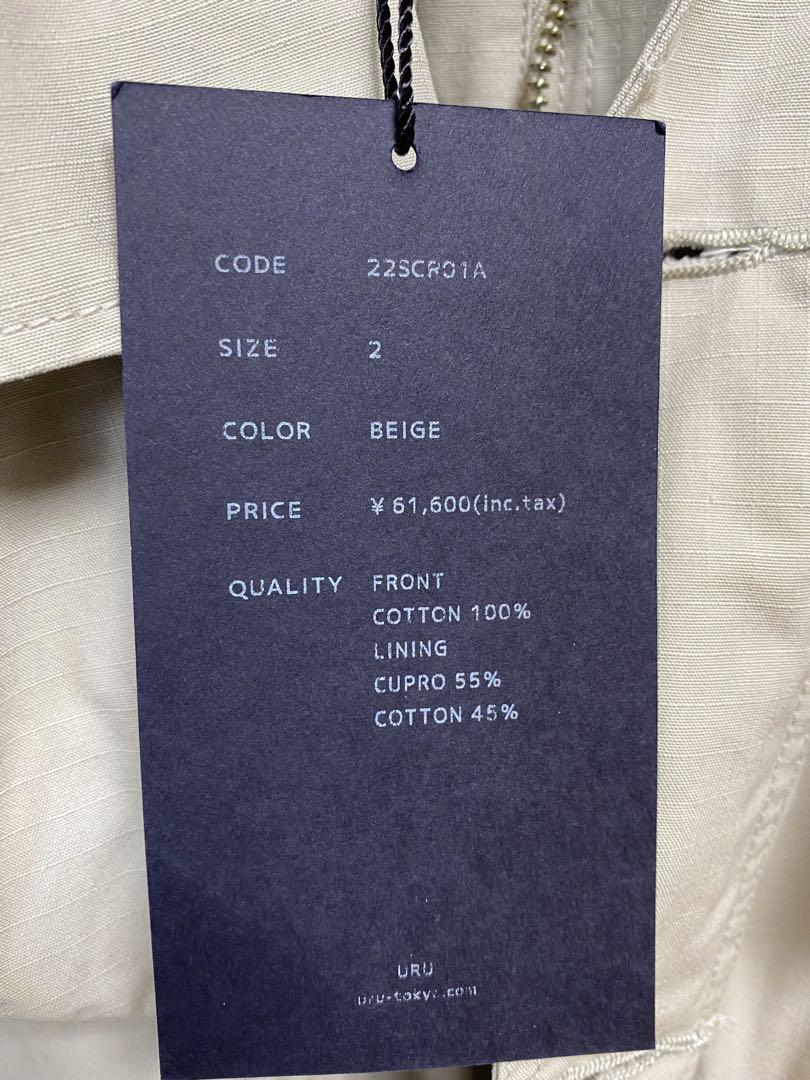 CODE 22SCR01A
SIZE 2
COLOR BEIGE
PRICE ¥ 61,600(inc.tax)
QUALITY FRONT
COTTON 100%
LINING
CUPRO 55%
COTTON 45%
URU
uru-tokyo.com